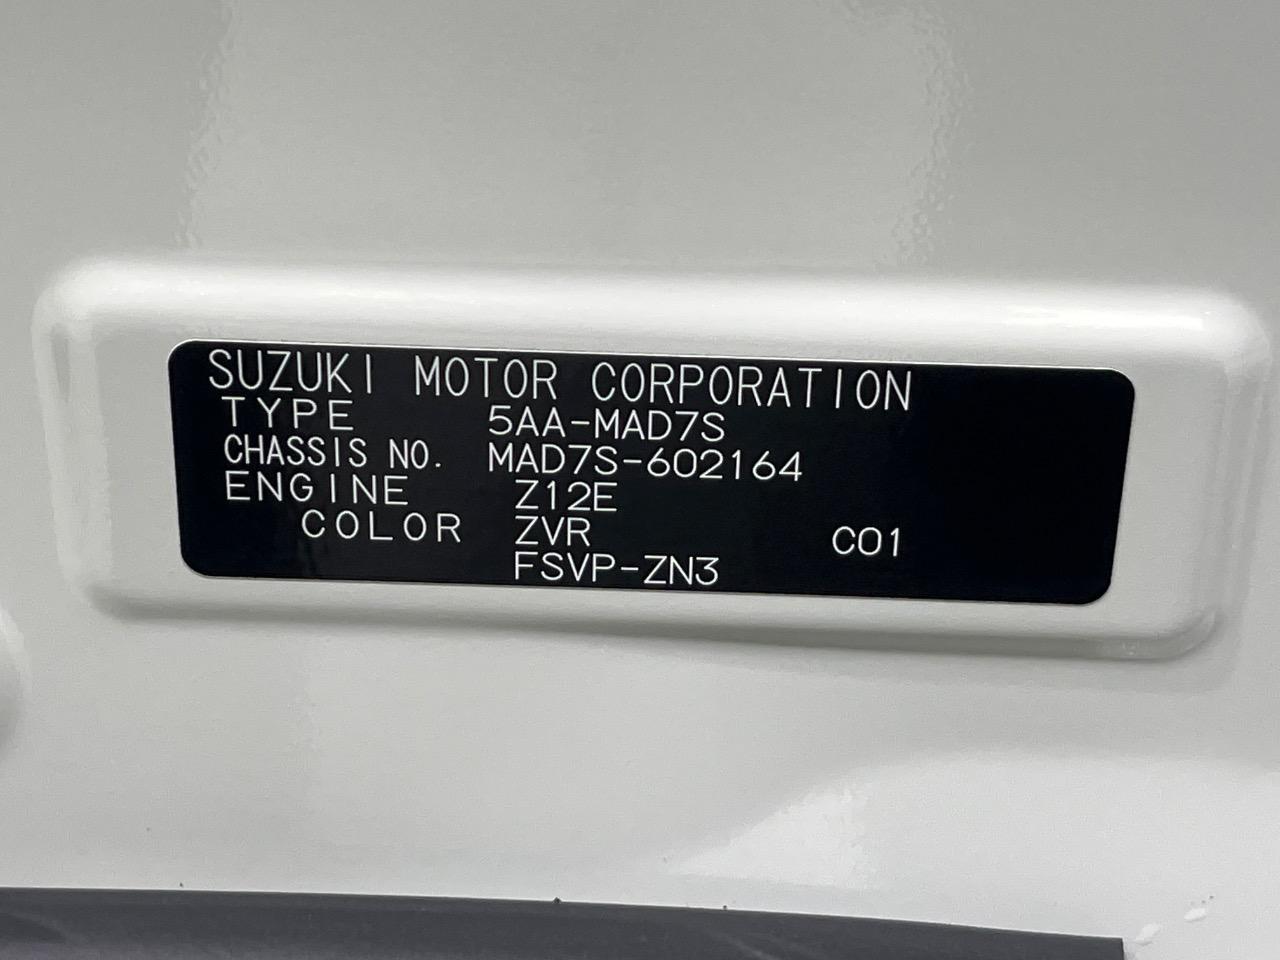 SUZUKI MOTOR CORPORATION
TYPE 5AA-MAD7S
CHASSIS NO. MAD7S-602164
ENGINE Z12E
COLOR ZVR C01
FSVP-ZN3